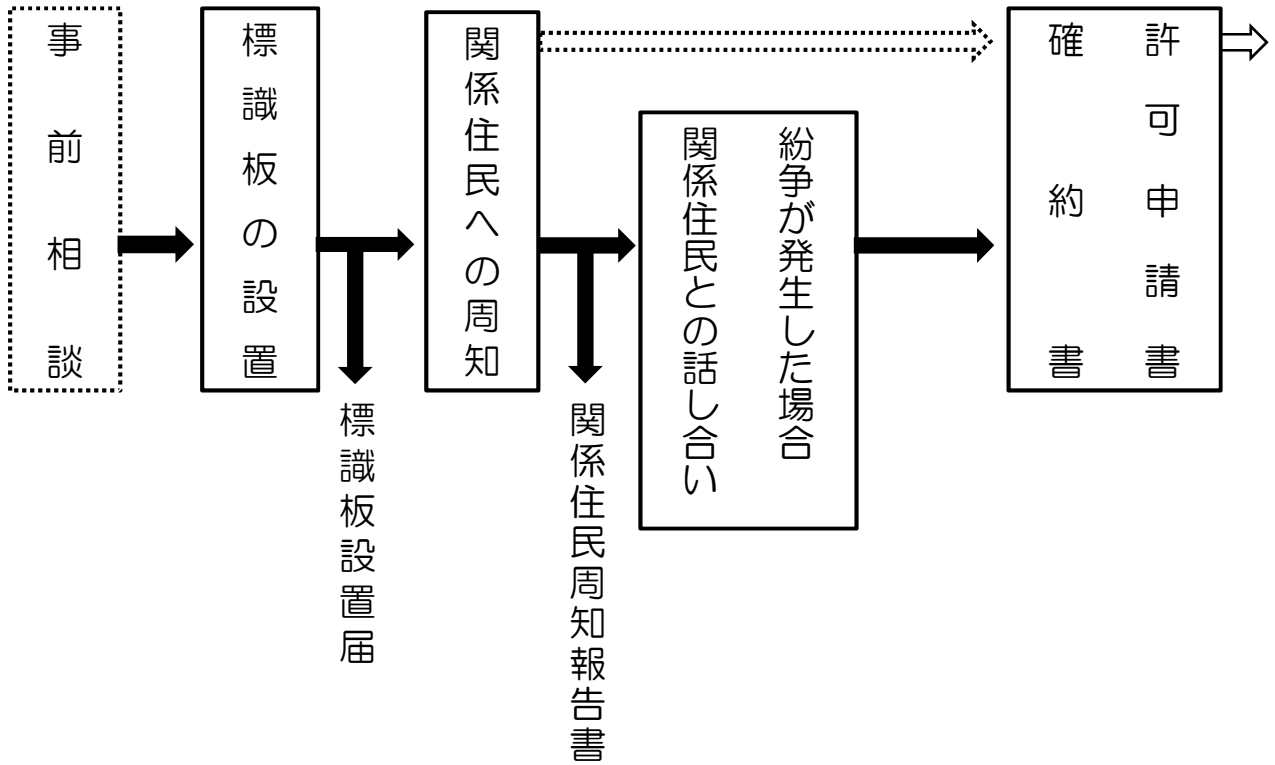 事前相談
標識板の設置
標識板設置届
関係住民への周知
関係住民周知報告書
紛争が発生した場合
関係住民との話し合い
許可申請書
確約書